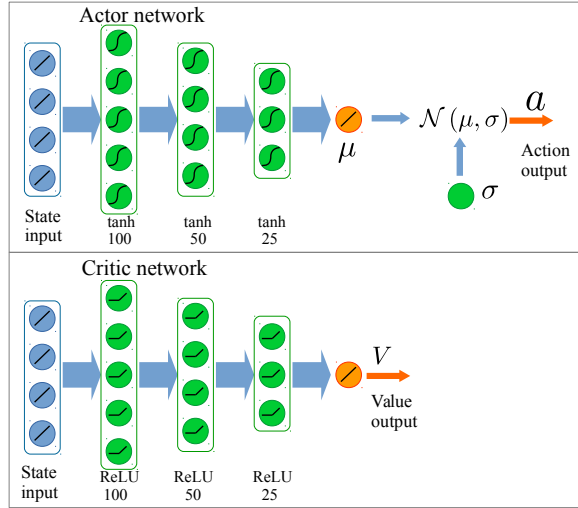 Actor network
μ
N (μ, σ)
a
Action
output
σ
State
input
tanh
100
tanh
50
tanh
25
Critic network
V
Value
output
State
input
ReLU
100
ReLU
50
ReLU
25